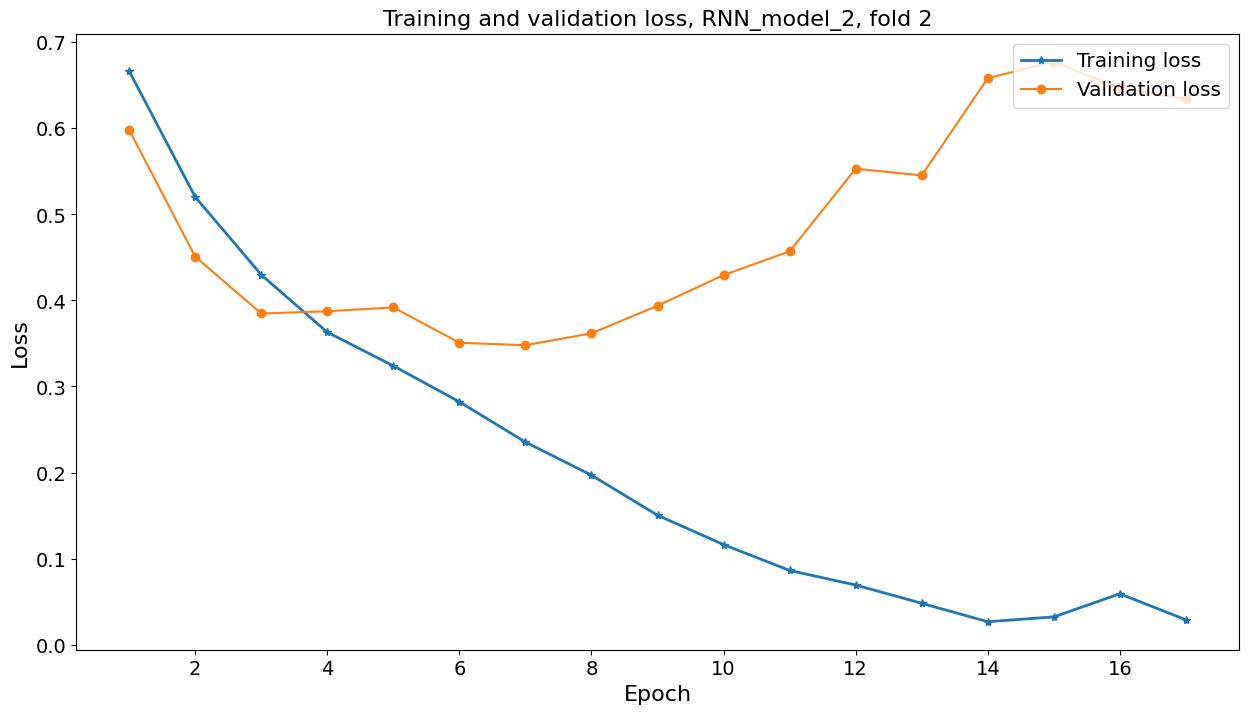 Training and validation loss, RNN_model_2, fold 2
Training loss
Validation loss
0.7
0.6
0.5
0.4
0.3
0.2
0.1
0.0
Loss
2 4 6 8 10 12 14 16
Epoch